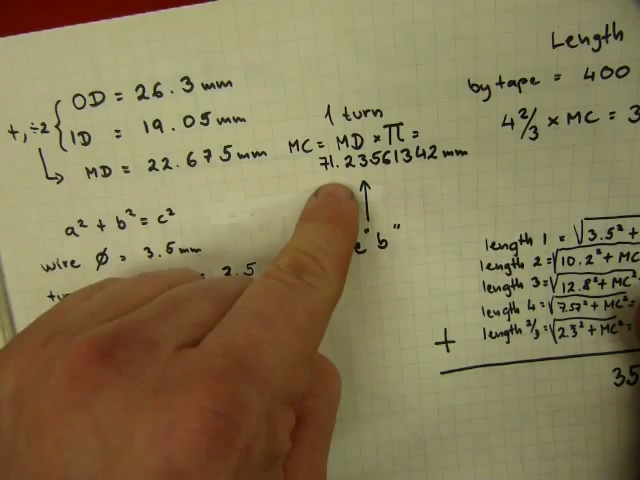 Length
by tape = 400
4 2/3 × MC = 3
+, ÷2 { OD = 26.3 mm
ID = 19.05 mm
MD = 22.675 mm
1 turn
MC = MD × π =
71.23561342 mm
"b"
a² + b² = c²
wire ϕ = 3.5 mm
length 1 = √3.5² +
length 2 = √10.2² + MC
length 3 = √12.8² + MC²
length 4 = √7.57² + MC² =
length 2/3 = √2.3² + MC² =
+
35